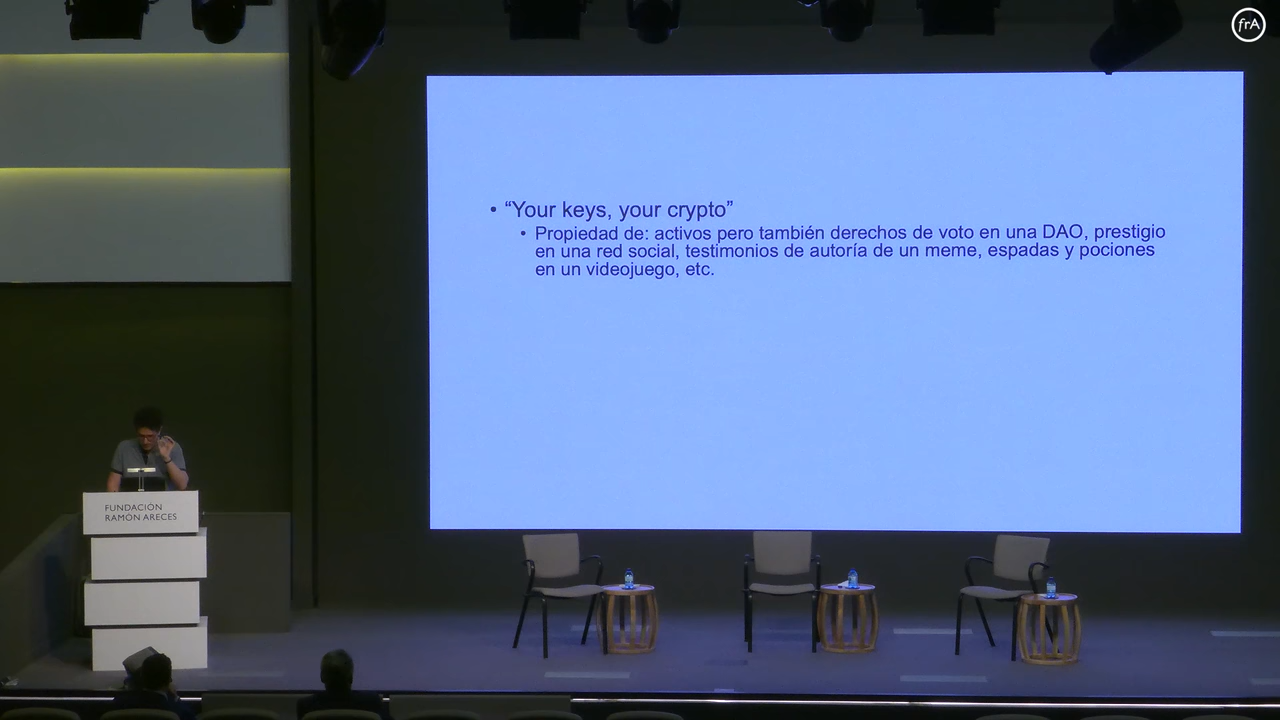 frA
• “Your keys, your crypto”
• Propiedad de: activos pero también derechos de voto en una DAO, prestigio
en una red social, testimonios de autoría de un meme, espadas y pociones
en un videojuego, etc.
FUNDACIÓN
RAMÓN ARECES